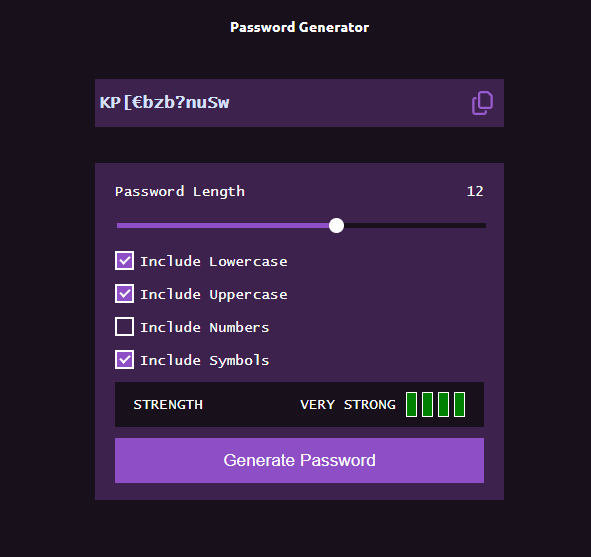 Password Generator
KP[€bzb?nuSw
Password Length 12
Include Lowercase
Include Uppercase
Include Numbers
Include Symbols
STRENGTH VERY STRONG
Generate Password